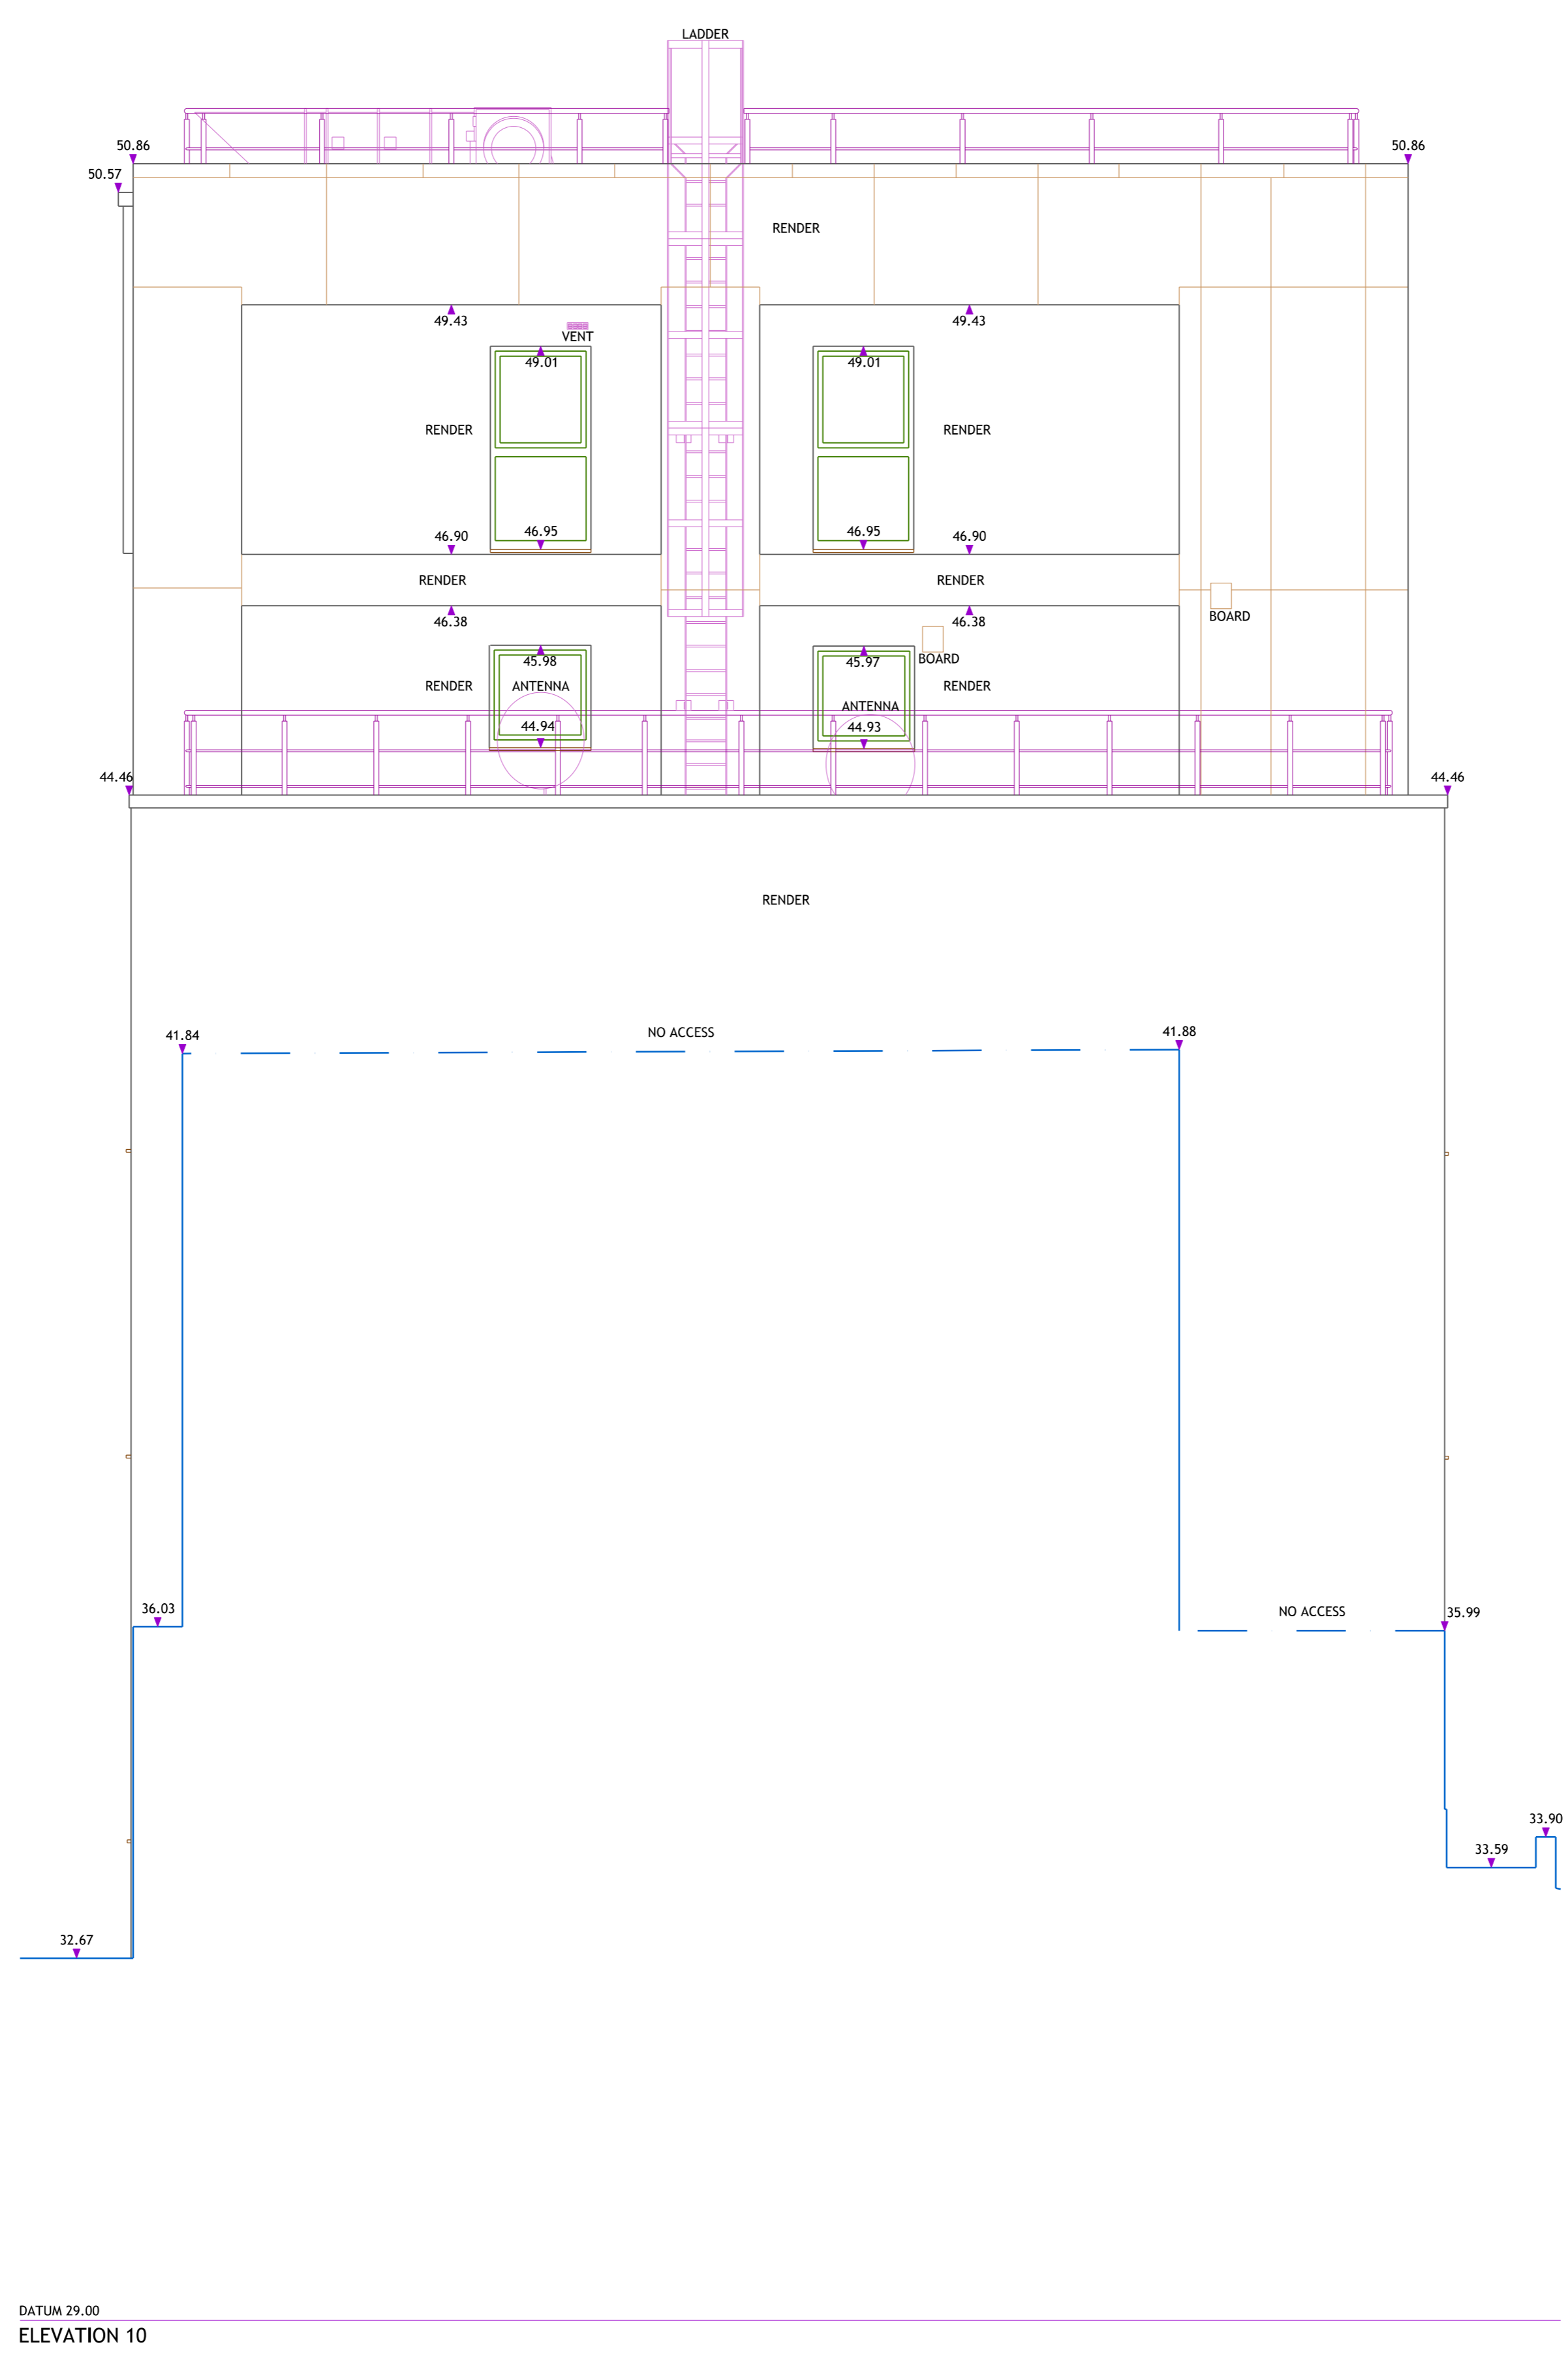 LADDER
50.86
50.86
50.57
RENDER
49.43
49.43
VENT
49.01
49.01
RENDER
RENDER
46.95
46.95
46.90
46.90
RENDER
RENDER
BOARD
46.38
46.38
45.98
45.97
BOARD
RENDER
ANTENNA
RENDER
ANTENNA
44.94
44.93
44.46
44.46
RENDER
41.84
NO ACCESS
41.88
36.03
NO ACCESS
35.99
33.90
33.59
32.67
DATUM 29.00
ELEVATION 10